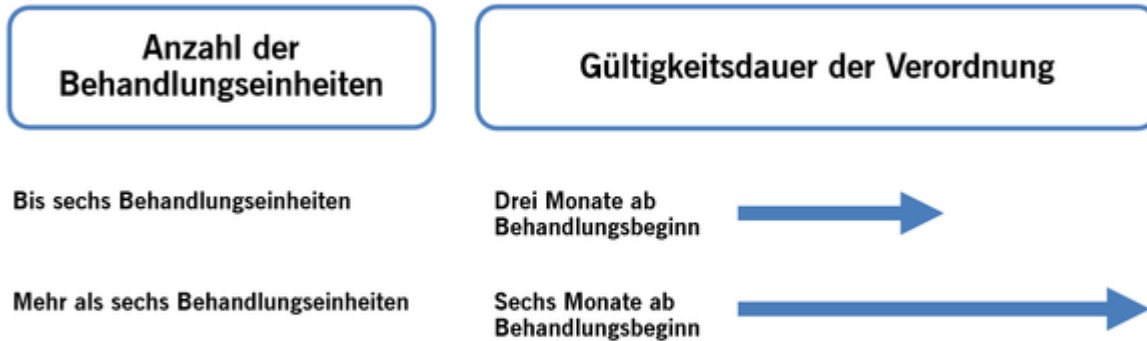 Anzahl der
Behandlungseinheiten
Gültigkeitsdauer der Verordnung
Bis sechs Behandlungseinheiten
Drei Monate ab
Behandlungsbeginn
Mehr als sechs Behandlungseinheiten
Sechs Monate ab
Behandlungsbeginn